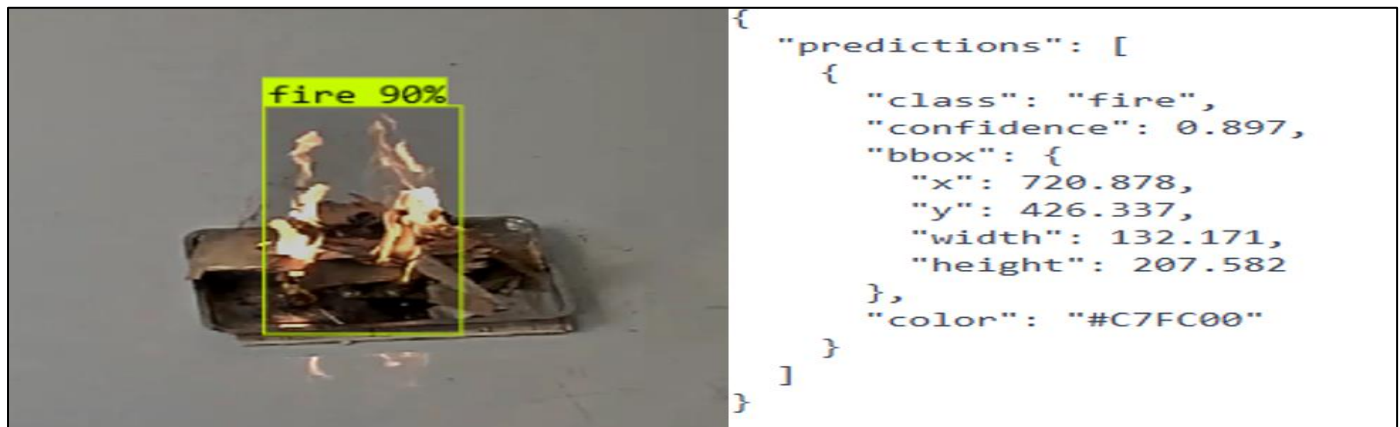 fire 90%
{
"predictions": [
{
"class": "fire",
"confidence": 0.897,
"bbox": {
"x": 720.878,
"y": 426.337,
"width": 132.171,
"height": 207.582
},
"color": "#C7FC00"
}
]
}